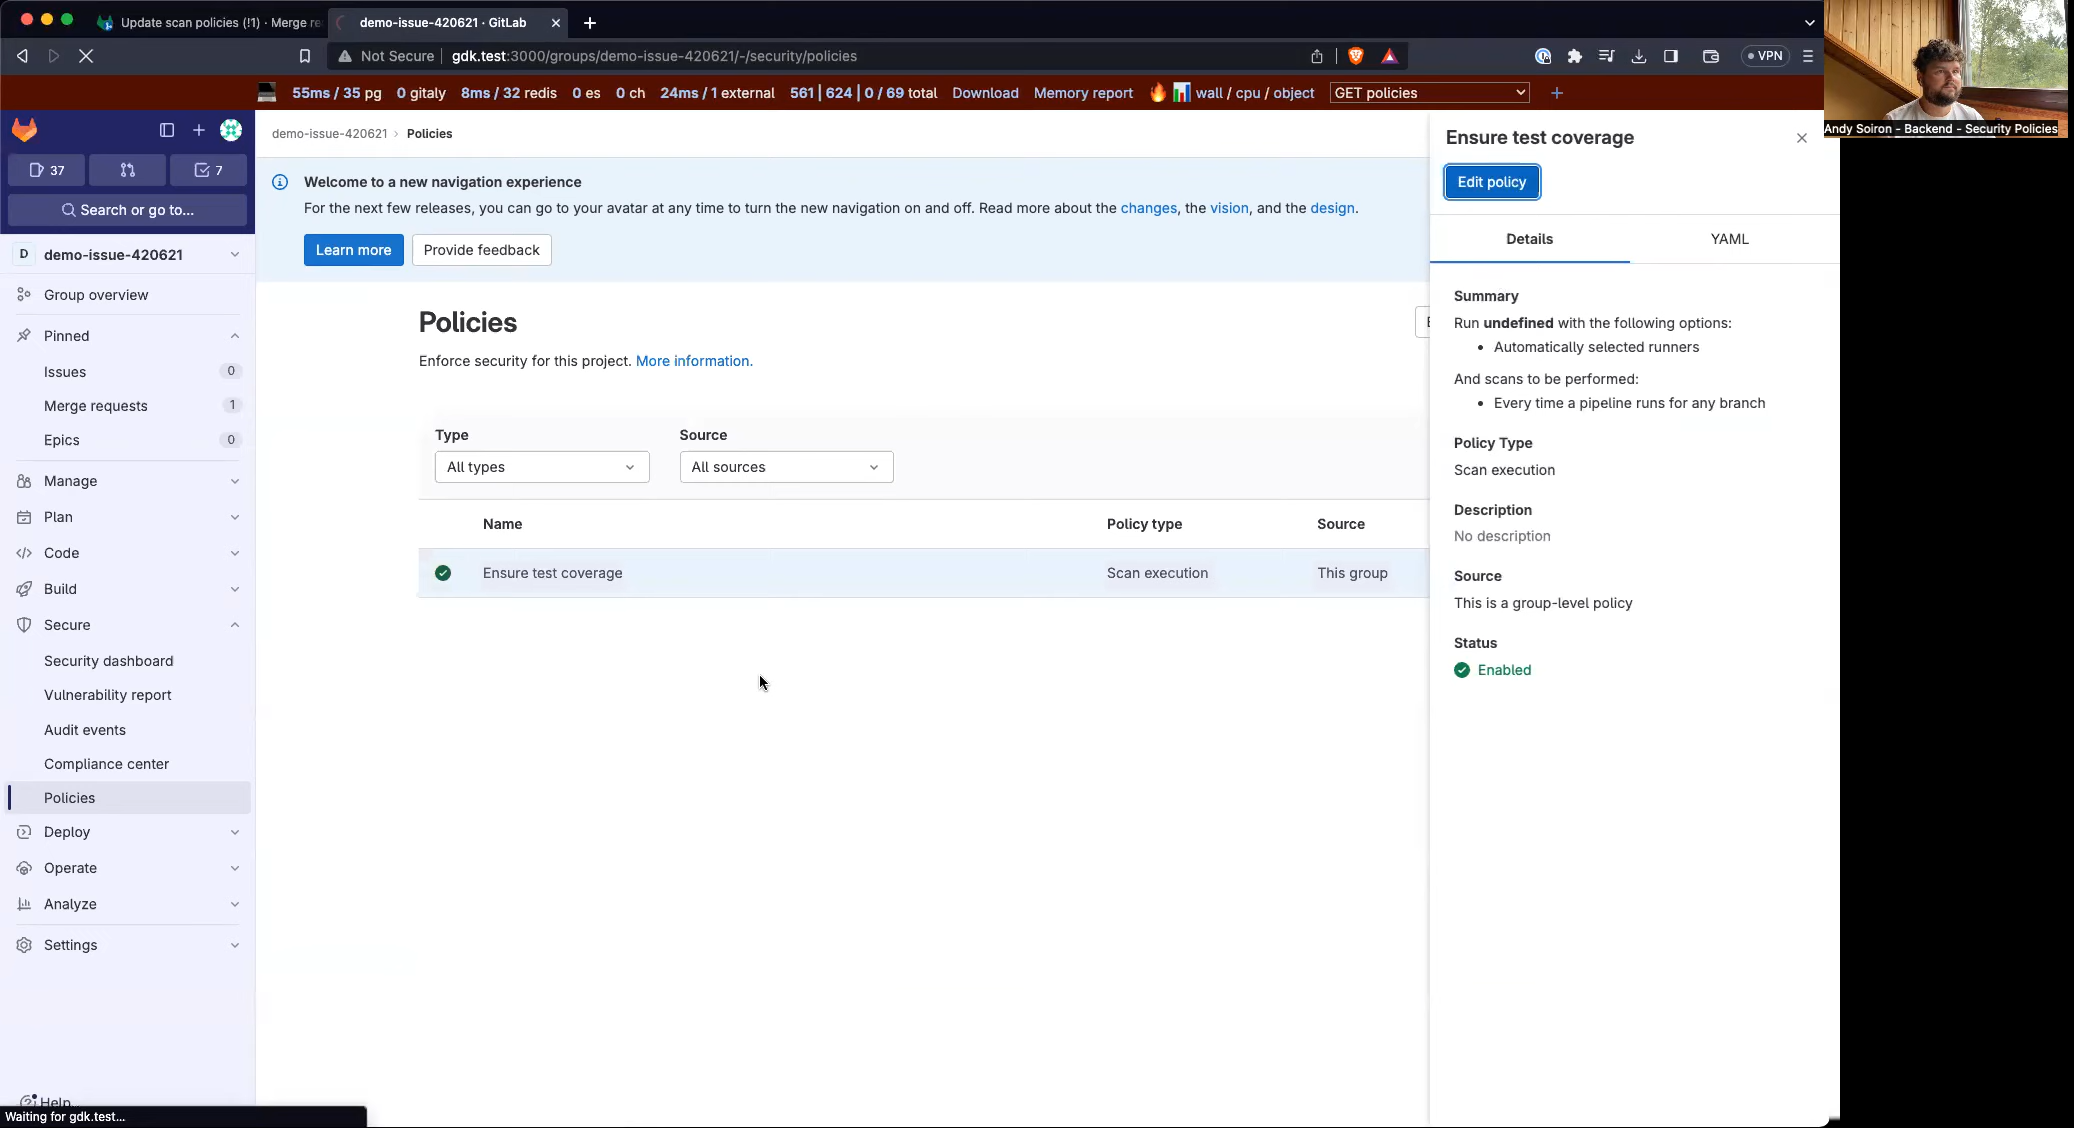 Update scan policies (!1) · Merge re
demo-issue-420621 · GitLab
Not Secure
gdk.test:3000/groups/demo-issue-420621/-/security/policies
VPN
55ms / 35 pg 0 gitaly 8ms / 32 redis 0 es 0 ch 24ms / 1 external 561 | 624 | 0 / 69 total Download Memory report wall / cpu / object GET policies +
Andy Soiron - Backend - Security Policies
37
7
Search or go to...
D demo-issue-420621
Group overview
Pinned
Issues 0
Merge requests 1
Epics 0
Manage
Plan
Code
Build
Secure
Security dashboard
Vulnerability report
Audit events
Compliance center
Policies
Deploy
Operate
Analyze
Settings
Help
Waiting for gdk.test...
demo-issue-420621 › Policies
Welcome to a new navigation experience
For the next few releases, you can go to your avatar at any time to turn the new navigation on and off. Read more about the changes, the vision, and the design.
Learn more
Provide feedback
Policies
Enforce security for this project. More information.
Type
All types
Source
All sources
Name Policy type Source
Ensure test coverage Scan execution This group
Ensure test coverage
Edit policy
Details
YAML
Summary
Run undefined with the following options:
• Automatically selected runners
And scans to be performed:
• Every time a pipeline runs for any branch
Policy Type
Scan execution
Description
No description
Source
This is a group-level policy
Status
Enabled